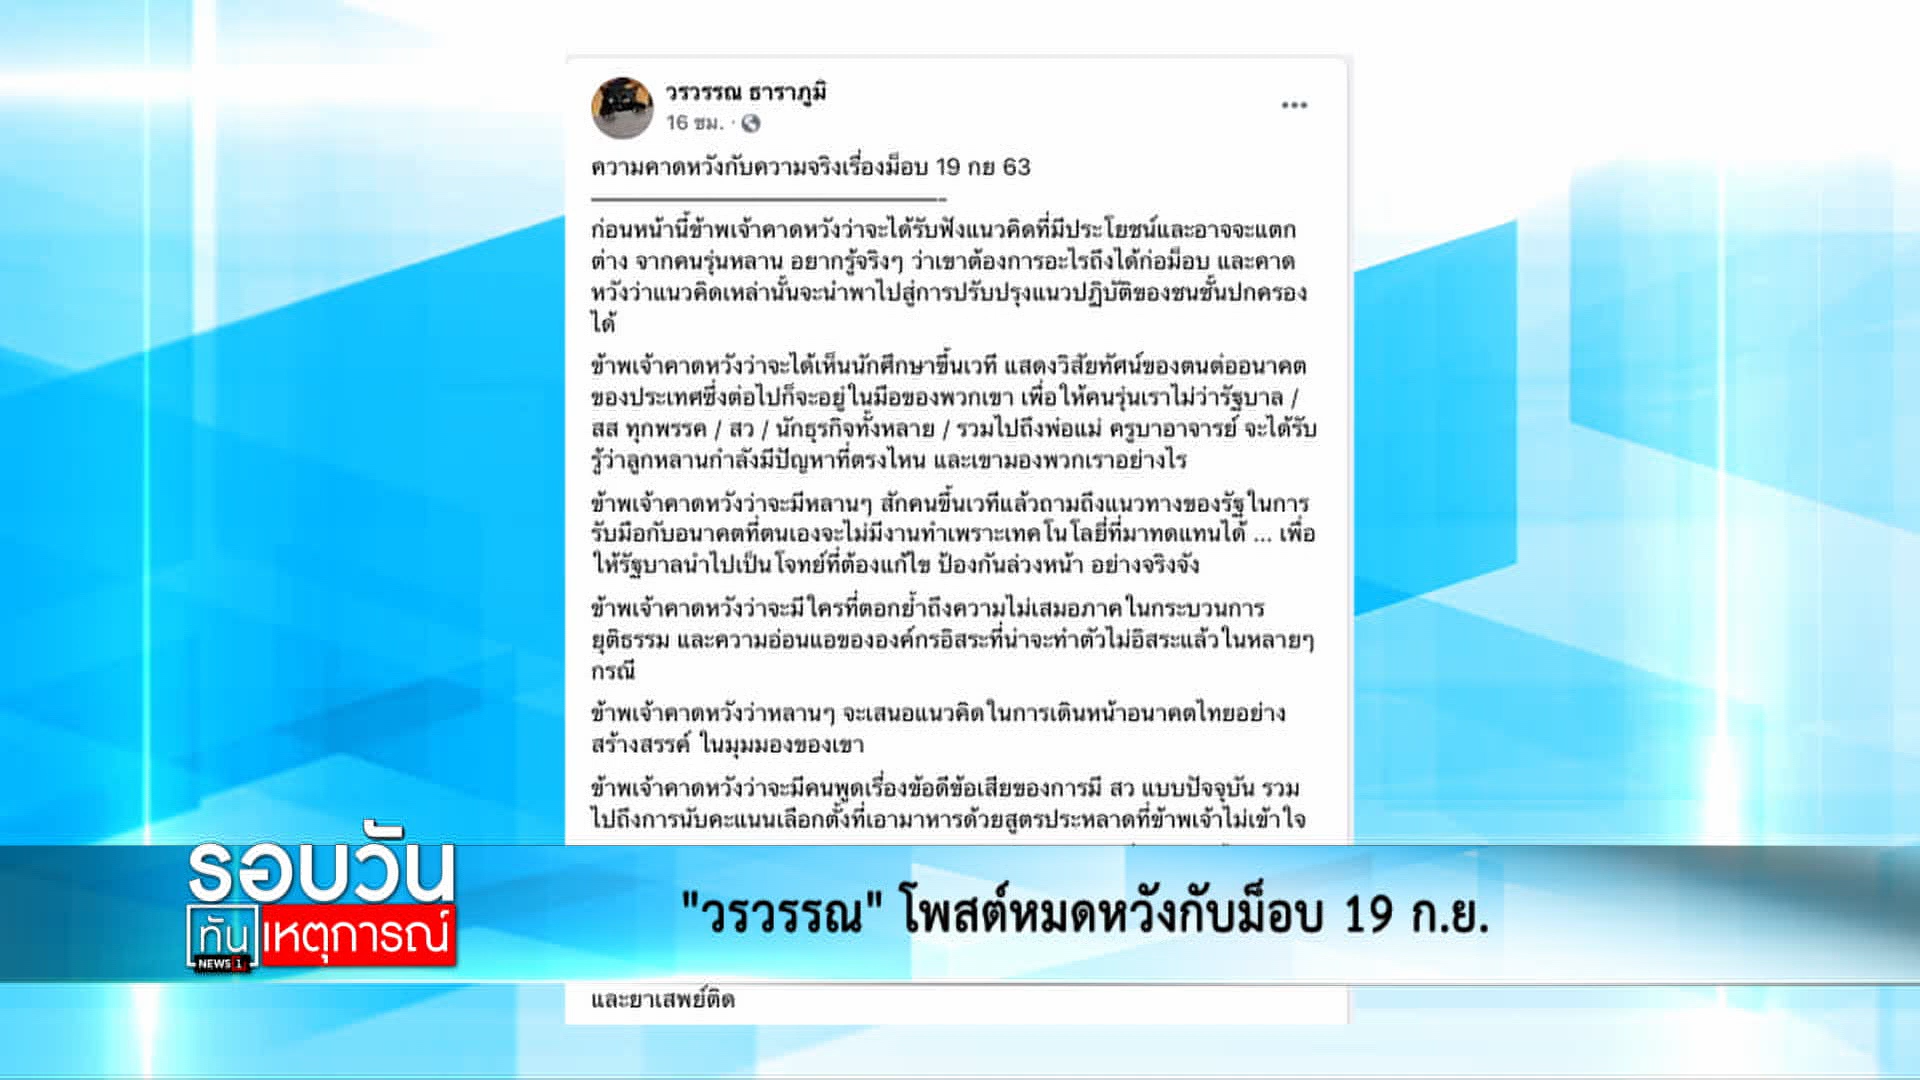 วรวรรณ ธาราภูมิ
16 ชม. ·
ความคาดหวังกับความจริงเรื่องม็อบ 19 กย 63
ก่อนหน้านี้ข้าพเจ้าคาดหวังว่าจะได้รับฟังแนวคิดที่มีประโยชน์และอาจจะแตก
ต่าง จากคนรุ่นหลาน อยากรู้จริงๆ ว่าเขาต้องการอะไรถึงได้ก่อม็อบ และคาด
หวังว่าแนวคิดเหล่านั้นจะนำพาไปสู่การปรับปรุงแนวปฏิบัติของชนชั้นปกครอง
ได้
ข้าพเจ้าคาดหวังว่าจะได้เห็นนักศึกษาขึ้นเวที แสดงวิสัยทัศน์ของตนต่ออนาคต
ของประเทศซึ่งต่อไปก็จะอยู่ในมือของพวกเขา เพื่อให้คนรุ่นเราไม่ว่ารัฐบาล /
สส ทุกพรรค / สว / นักธุรกิจทั้งหลาย / รวมไปถึงพ่อแม่ ครูบาอาจารย์ จะได้รับ
รู้ว่าลูกหลานกำลังมีปัญหาที่ตรงไหน และเขามองพวกเราอย่างไร
ข้าพเจ้าคาดหวังว่าจะมีหลานๆ สักคนขึ้นเวทีแล้วถามถึงแนวทางของรัฐในการ
รับมือกับอนาคตที่ตนเองจะไม่มีงานทำเพราะเทคโนโลยี่ที่มาทดแทนได้ ... เพื่อ
ให้รัฐบาลนำไปเป็นโจทย์ที่ต้องแก้ไข ป้องกันล่วงหน้า อย่างจริงจัง
ข้าพเจ้าคาดหวังว่าจะมีใครที่ตอกย้ำถึงความไม่เสมอภาคในกระบวนการ
ยุติธรรม และความอ่อนแอขององค์กรอิสระที่น่าจะทำตัวไม่อิสระแล้วในหลายๆ
กรณี
ข้าพเจ้าคาดหวังว่าหลานๆ จะเสนอแนวคิดในการเดินหน้าอนาคตไทยอย่าง
สร้างสรรค์ ในมุมมองของเขา
ข้าพเจ้าคาดหวังว่าจะมีคนพูดเรื่องข้อดีข้อเสียของการมี สว แบบปัจจุบัน รวม
ไปถึงการนับคะแนนเลือกตั้งที่เอามาหารด้วยสูตรประหลาดที่ข้าพเจ้าไม่เข้าใจ
รอบวัน
ทัน เหตุการณ์
NEWS 1
"วรวรรณ" โพสต์หมดหวังกับม็อบ 19 ก.ย.
และยาเสพย์ติด